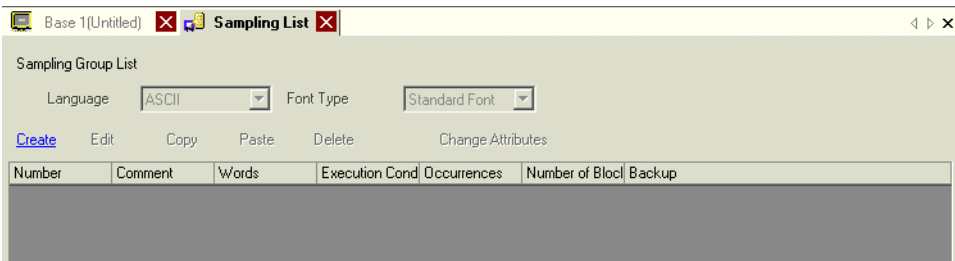 Base 1(Untitled) Sampling List
Sampling Group List
Language ASCII Font Type Standard Font
Create Edit Copy Paste Delete Change Attributes
Number Comment Words Execution Cond Occurrences Number of Blocl Backup